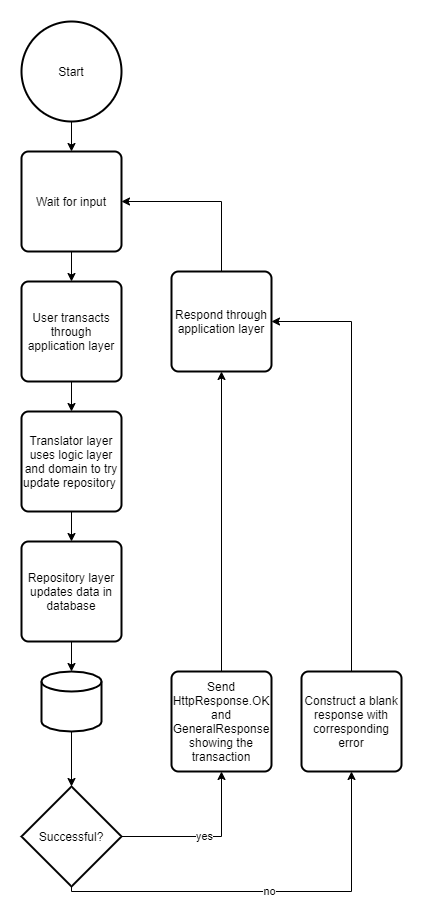 Start
Wait for input
User transacts
through
application layer
Respond through
application layer
Translator layer
uses logic layer
and domain to try
update repository
Repository layer
updates data in
database
Send
HttpResponse.OK
and
GeneralResponse
showing the
transaction
Construct a blank
response with
corresponding
error
Successful?
yes
no